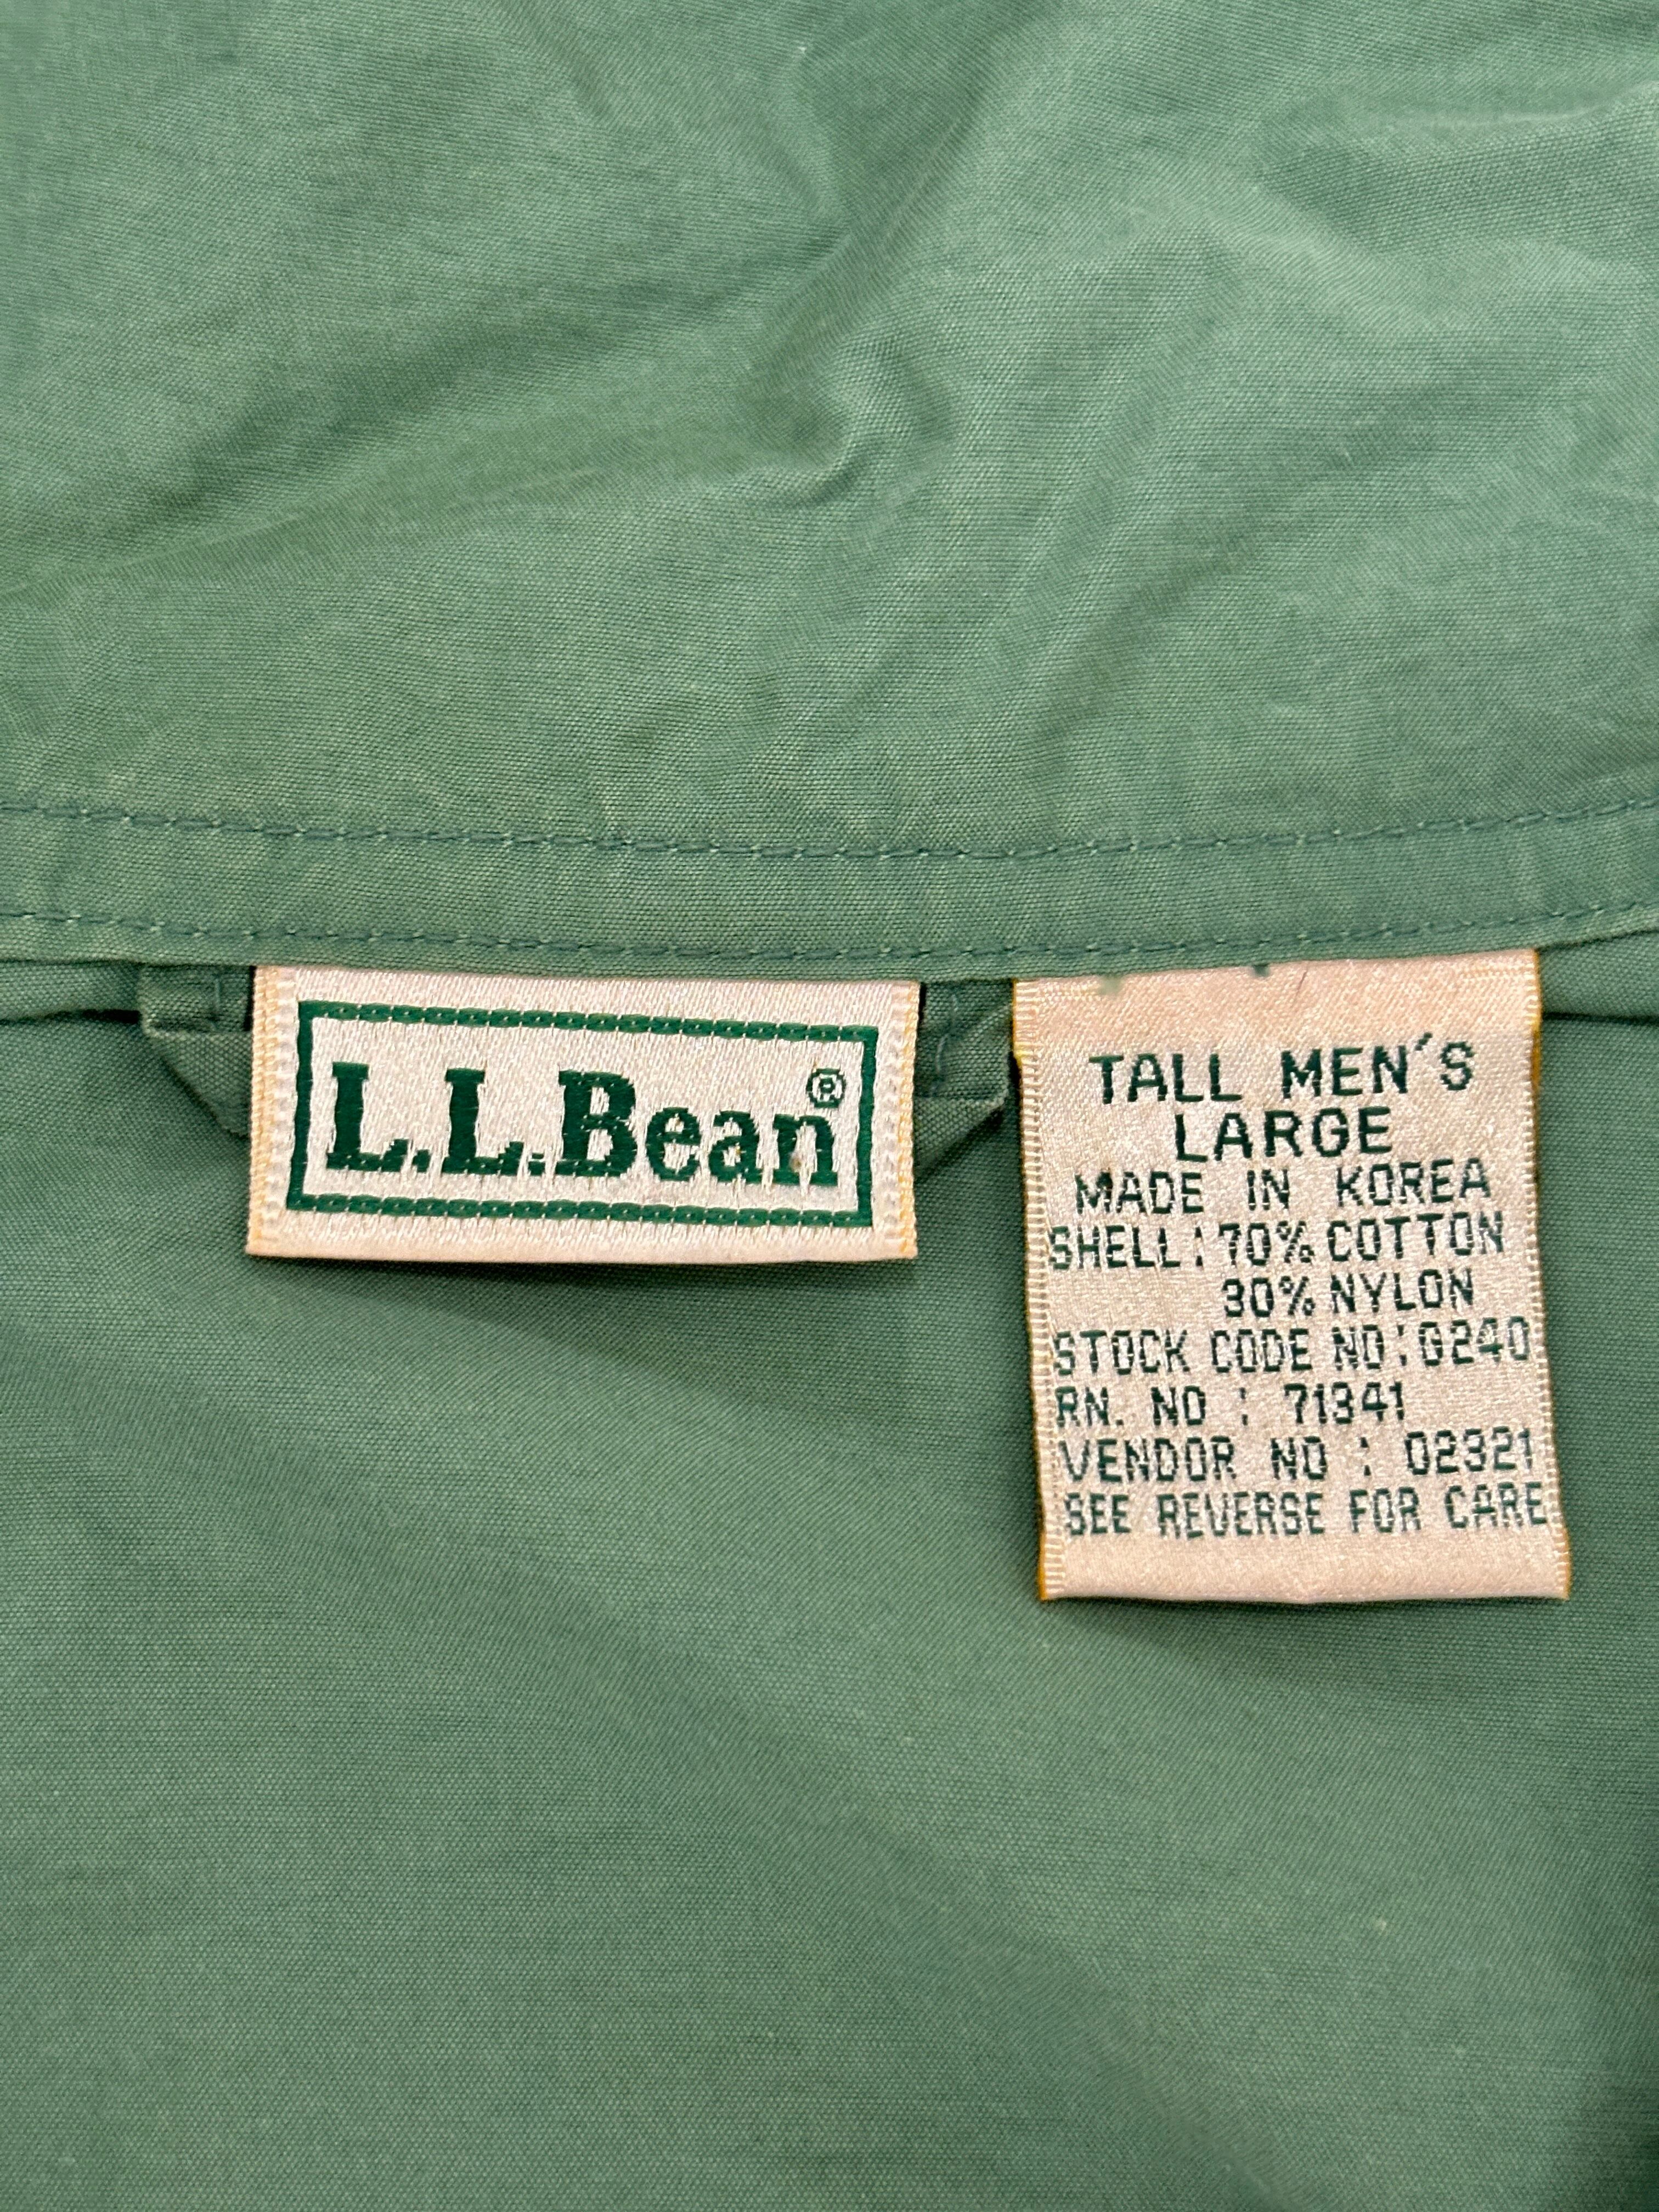 L.L.Bean®
TALL MEN'S
LARGE
MADE IN KOREA
SHELL: 70% COTTON
30% NYLON
STOCK CODE NO: G240
RN. NO : 71341
VENDOR NO : 02321
SEE REVERSE FOR CARE